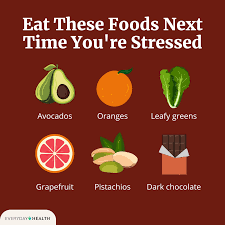 Eat These Foods Next
Time You're Stressed
Avocados
Oranges
Leafy greens
Grapefruit
Pistachios
Dark chocolate
EVERYDAY HEALTH